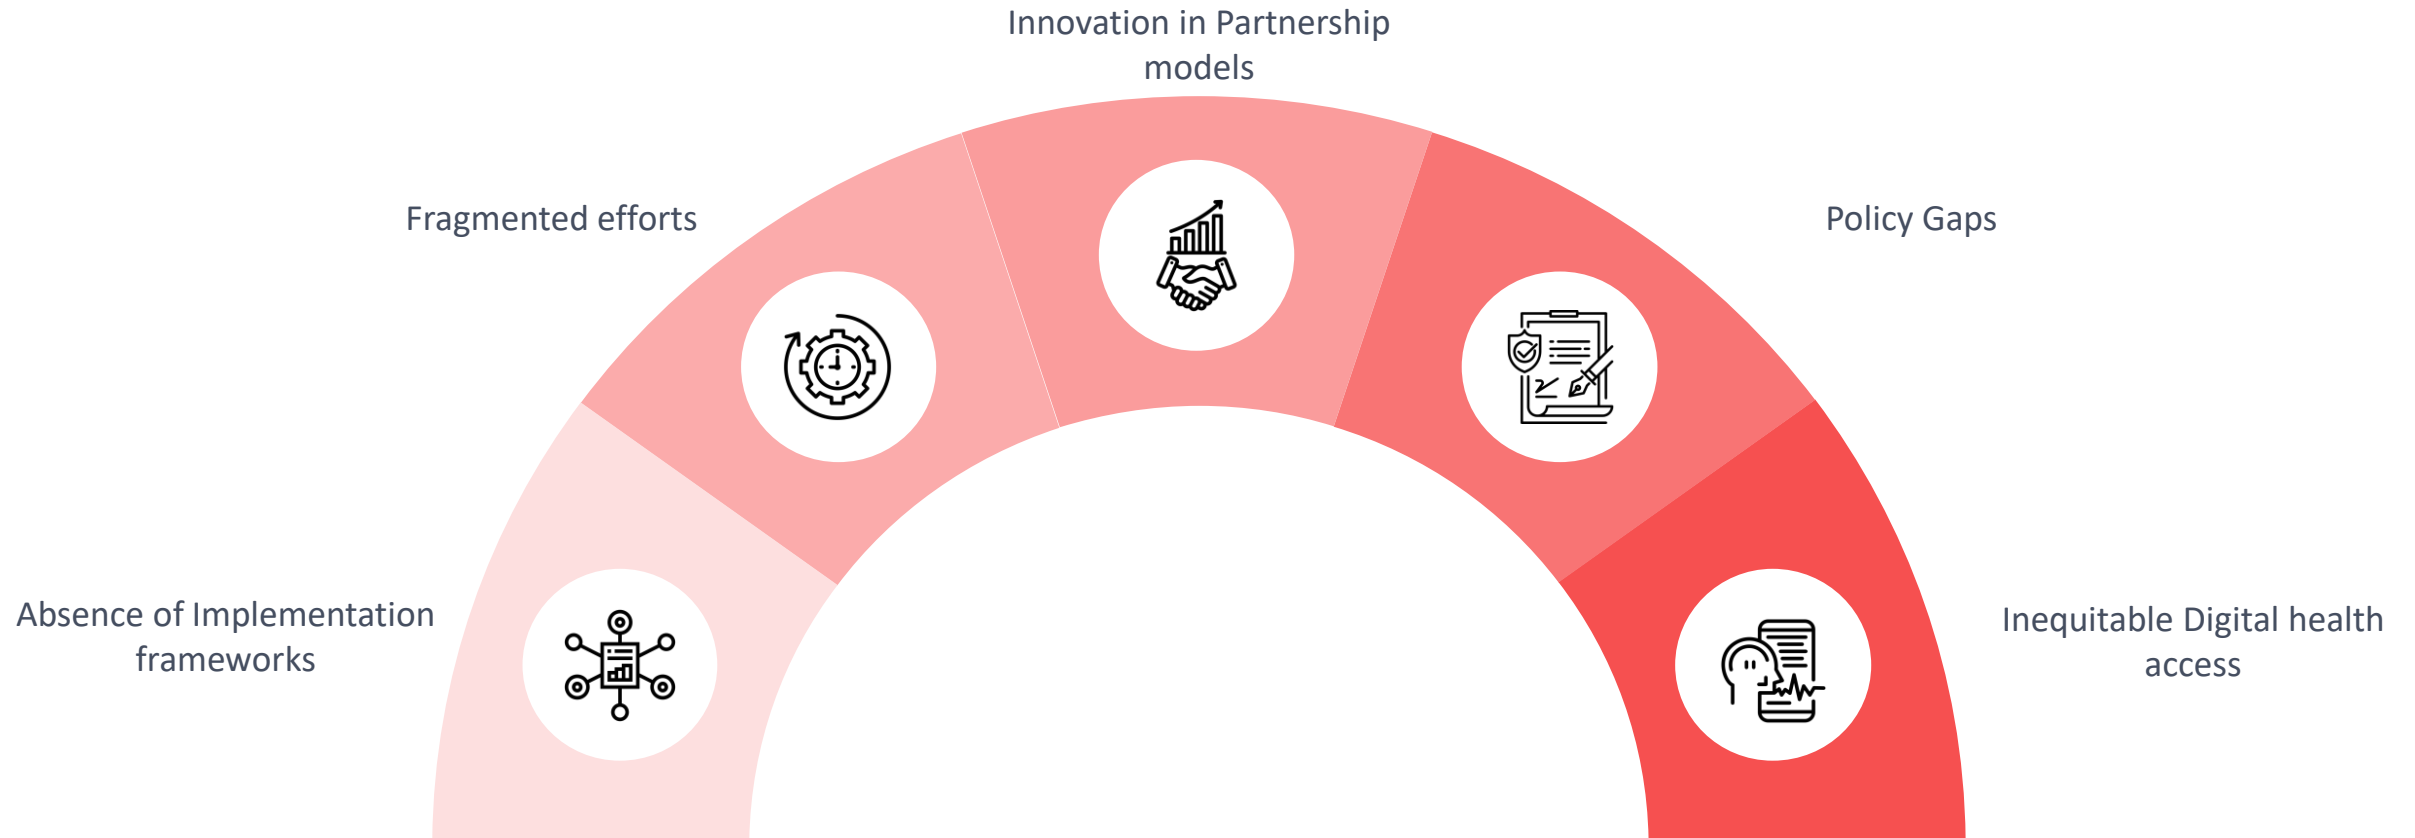 Innovation in Partnership
models
Fragmented efforts
Policy Gaps
Absence of Implementation
frameworks
Inequitable Digital health
access